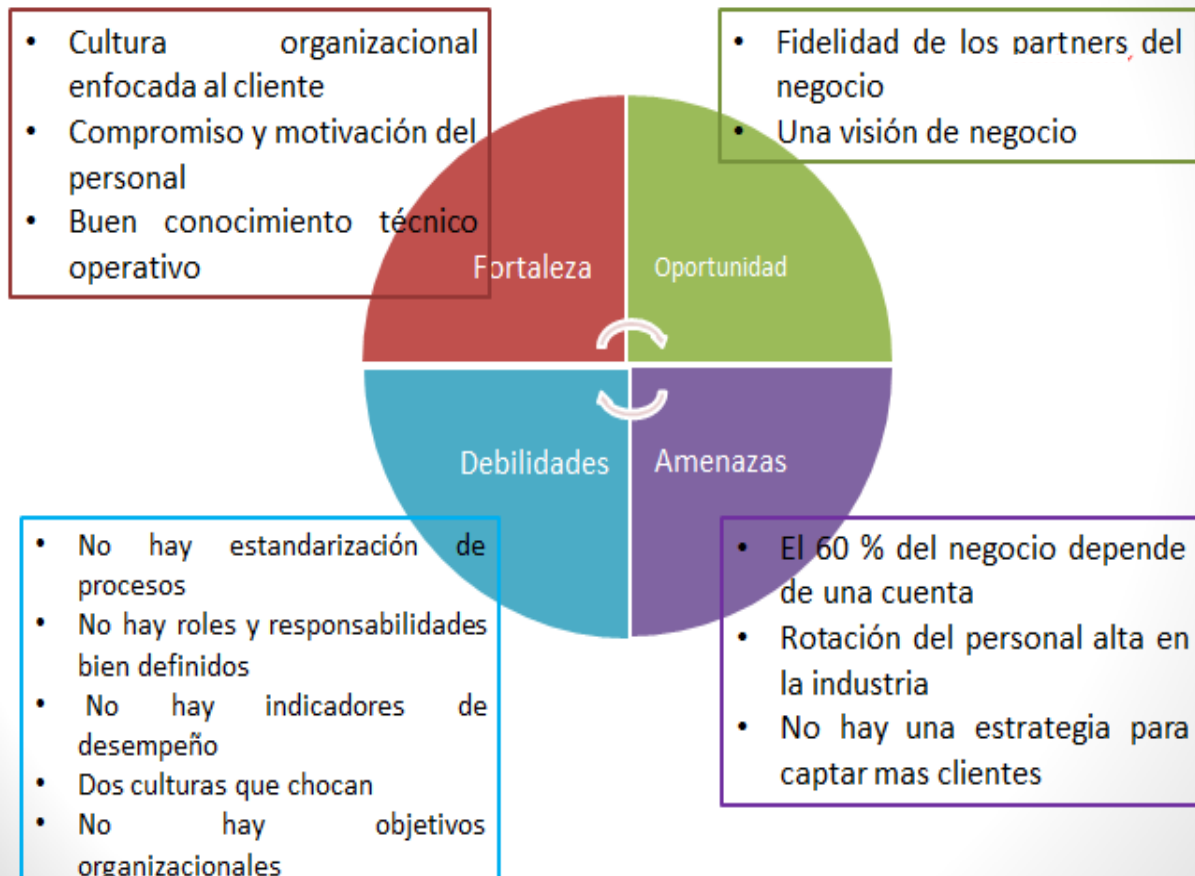 • Cultura organizacional
enfocada al cliente
• Compromiso y motivación del
personal
• Buen conocimiento técnico
operativo
• Fidelidad de los partners del
negocio
• Una visión de negocio
Fortaleza
Oportunidad
Debilidades
Amenazas
• No hay estandarización de
procesos
• No hay roles y responsabilidades
bien definidos
• No hay indicadores de
desempeño
• Dos culturas que chocan
• No hay objetivos
organizacionales
• El 60 % del negocio depende
de una cuenta
• Rotación del personal alta en
la industria
• No hay una estrategia para
captar mas clientes